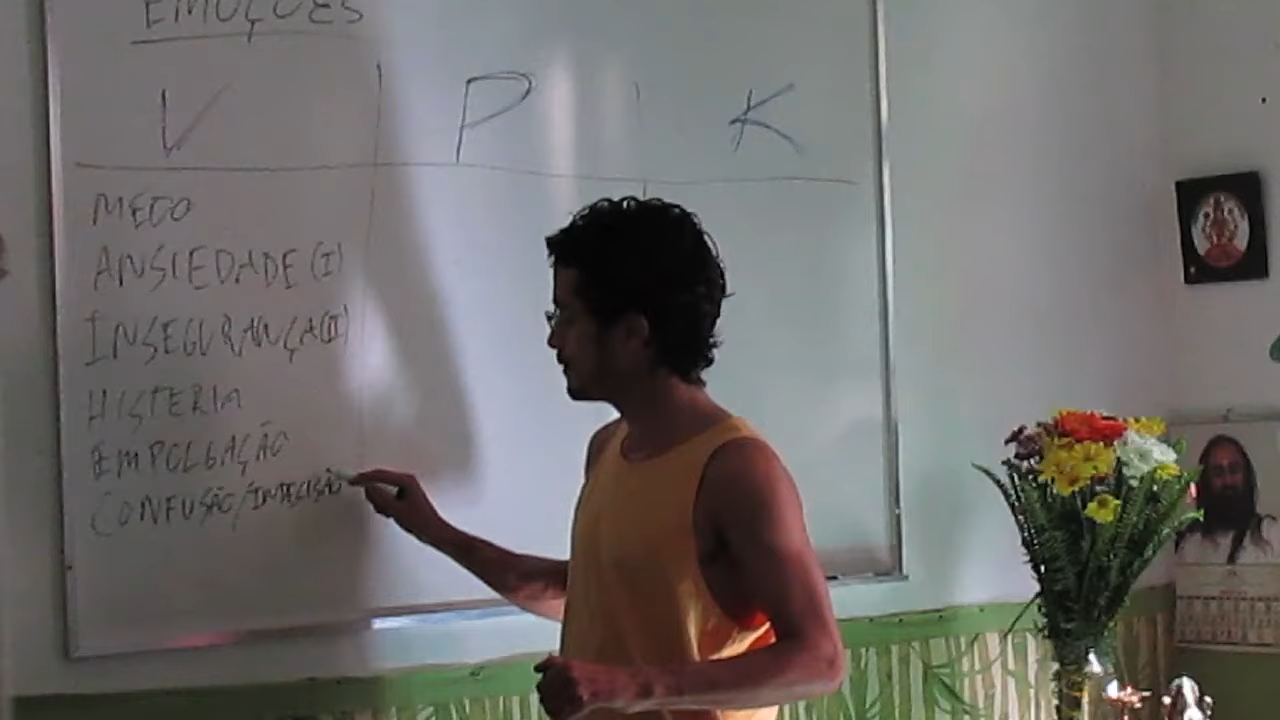 EMOÇÕES
V P K
MEDO
ANSIEDADE (I)
INSEGURANÇA (I)
HISTERIA
EMPOLGAÇÃO
CONFUSÃO/INDECISÃO